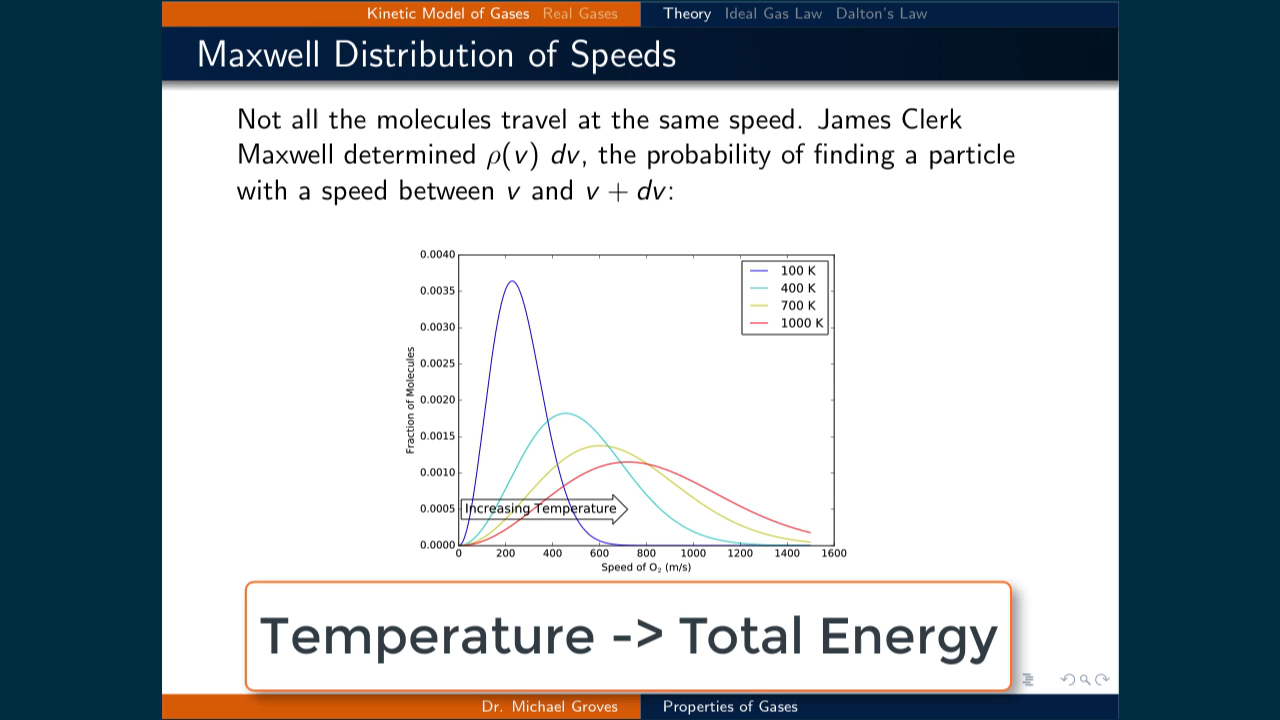 Kinetic Model of Gases Real Gases Theory Ideal Gas Law Dalton's Law
Maxwell Distribution of Speeds
Not all the molecules travel at the same speed. James Clerk
Maxwell determined ρ(v) dv, the probability of finding a particle
with a speed between v and v + dv:
0.0040
0.0035
0.0030
0.0025
0.0020
0.0015
0.0010
0.0005
0.0000
Fraction of Molecules
100 K
400 K
700 K
1000 K
Increasing Temperature
0 200 400 600 800 1000 1200 1400 1600
Speed of O₂ (m/s)
Temperature -> Total Energy
Dr. Michael Groves Properties of Gases